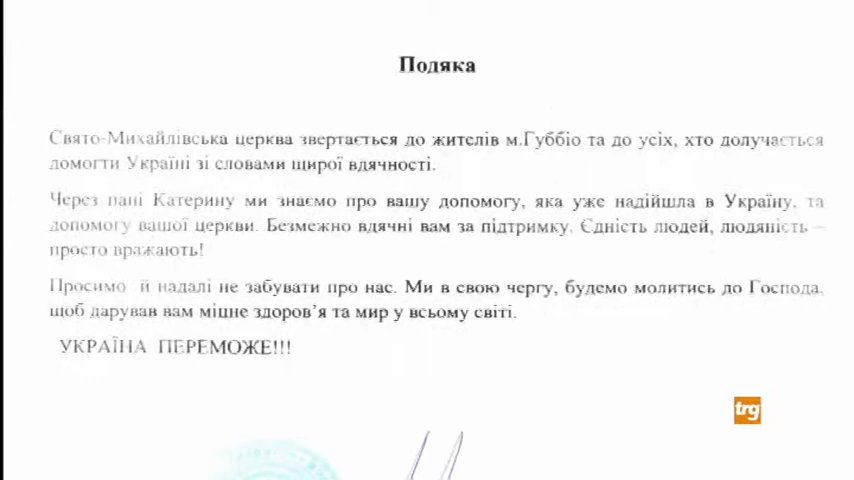 Подяка
Свято-Михайлівська церква звертається до жителів м.Губбіо та до усіх, хто долучається
домогти Україні зі словами щирої вдячності.
Через пані Катерину ми знаємо про вашу допомогу, яка уже надійшла в Україну, та
допомогу вашої церкви. Безмежно вдячні вам за підтримку. Єдність людей, людяність –
просто вражають!
Просимо й надалі не забувати про нас. Ми в свою чергу, будемо молитись до Господа,
щоб дарував вам міцне здоров’я та мир у всьому світі.
УКРАЇНА ПЕРЕМОЖЕ!!!
trg